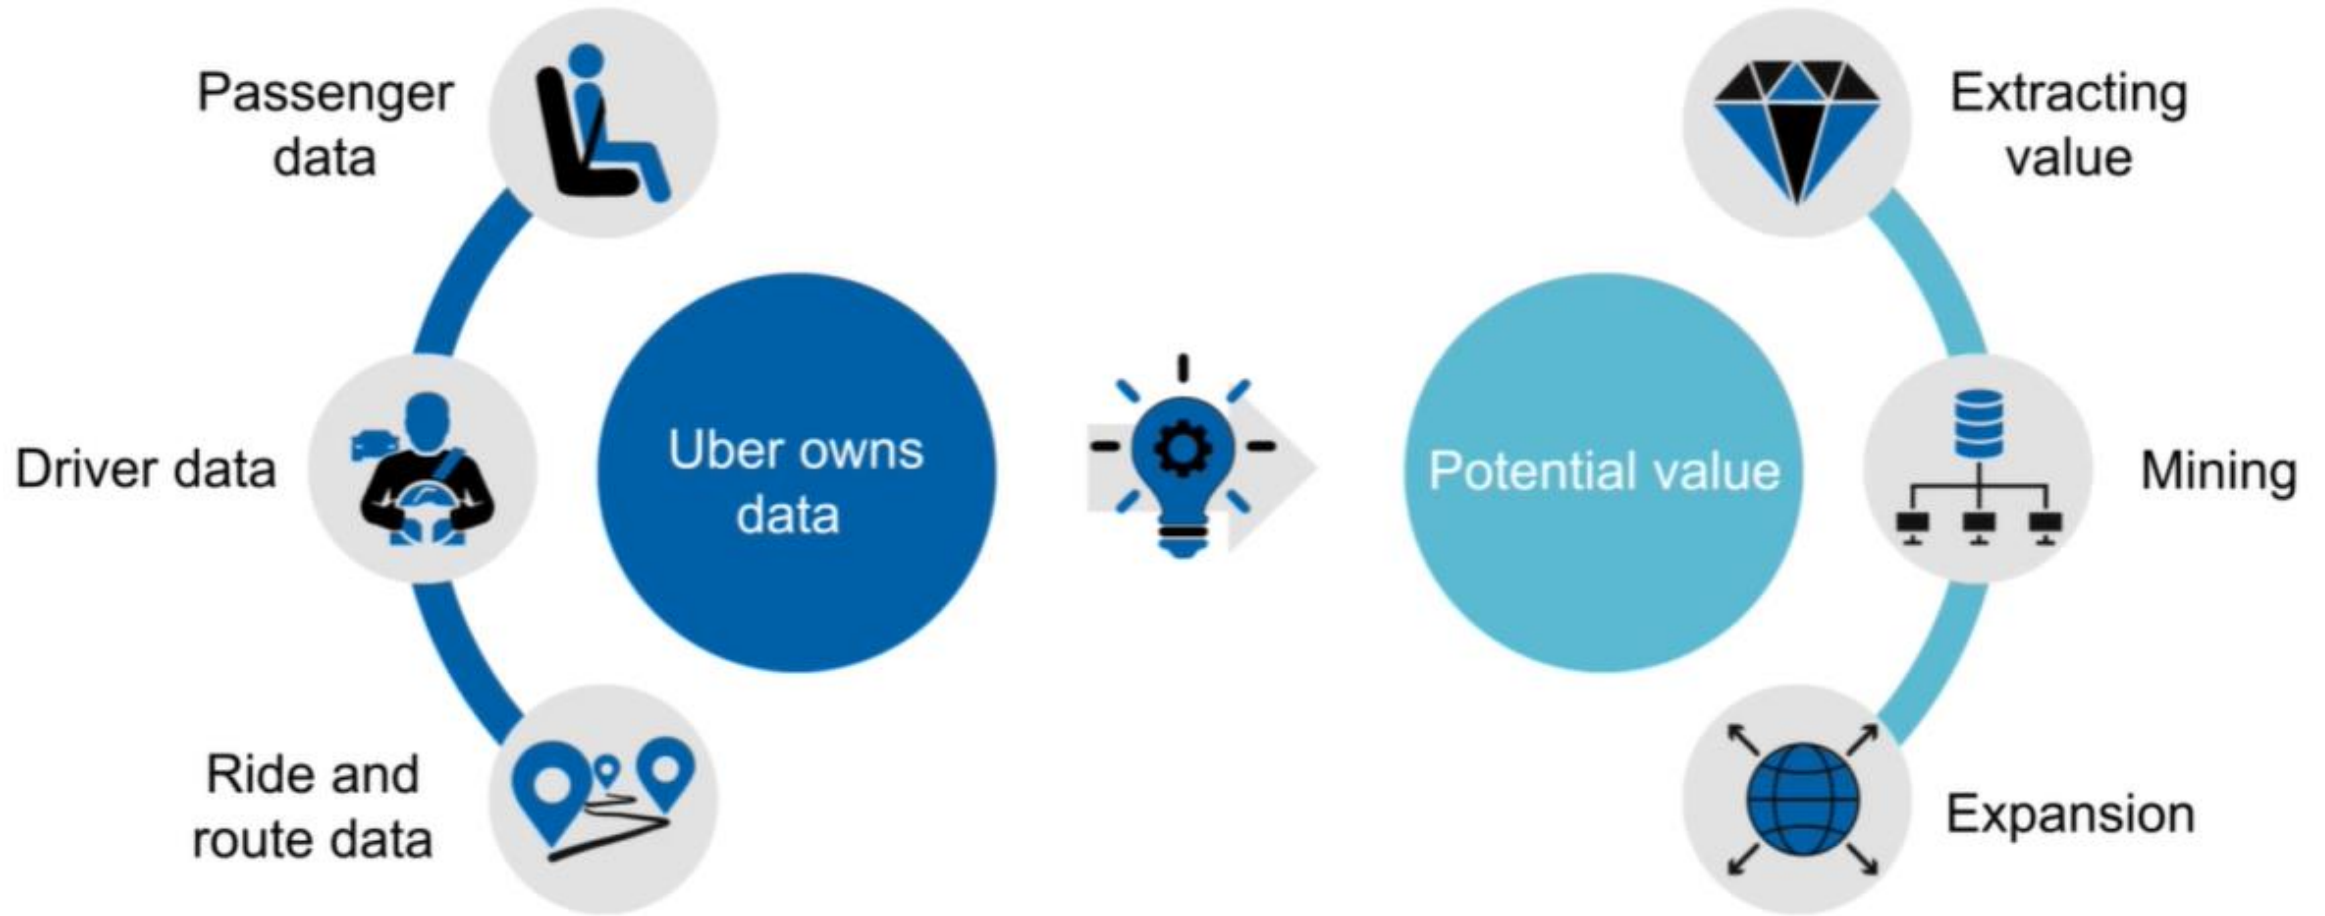 Passenger
data
Driver data
Ride and
route data
Uber owns
data
Potential value
Extracting
value
Mining
Expansion